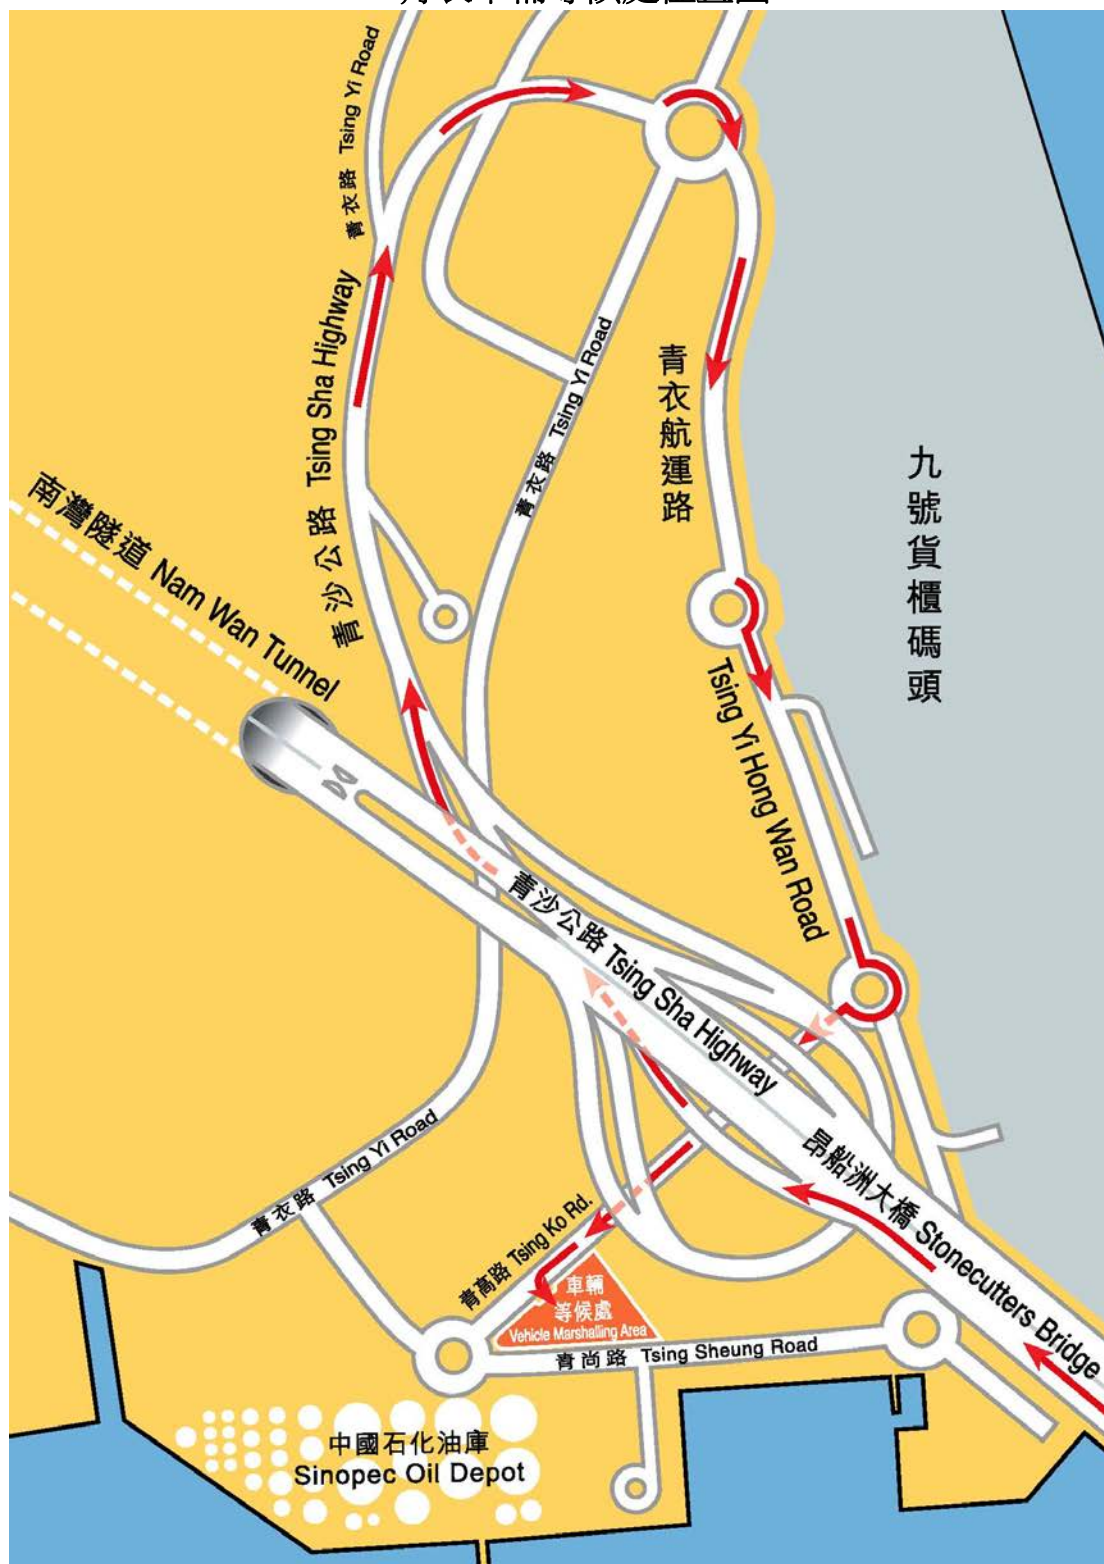 青衣路 Tsing Yi Road
青沙公路 Tsing Sha Highway
青衣路 Tsing Yi Road
青衣航運路
九號貨櫃碼頭
南灣隧道 Nam Wan Tunnel
Tsing Yi Hong Wan Road
青沙公路 Tsing Sha Highway
昂船洲大橋 Stonecutters Bridge
青衣路 Tsing Yi Road
青高路 Tsing Ko Rd.
車輛
等候處
Vehicle Marshalling Area
青尚路 Tsing Sheung Road
中國石化油庫
Sinopec Oil Depot